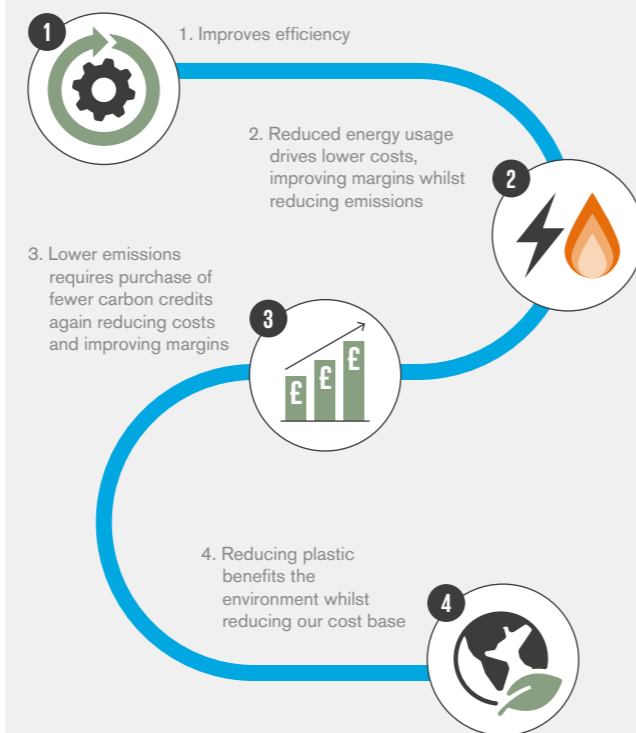 1
1. Improves efficiency
2. Reduced energy usage
drives lower costs,
improving margins whilst
reducing emissions
2
3. Lower emissions
requires purchase of
fewer carbon credits
again reducing costs
and improving margins
3
£
£
£
4. Reducing plastic
benefits the
environment whilst
reducing our cost base
4